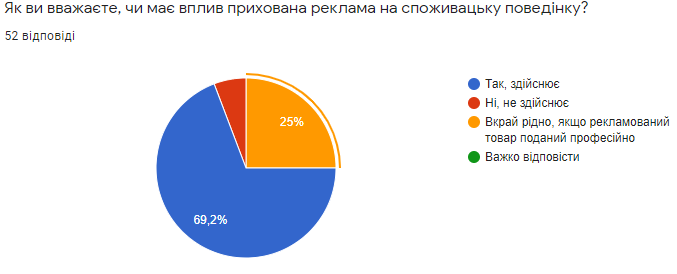 Як ви вважаєте, чи має вплив прихована реклама на споживацьку поведінку?
52 відповіді
Так, здійснює
Ні, не здійснює
Вкрай рідно, якщо рекламований
товар поданий професійно
Важко відповісти
25%
69,2%